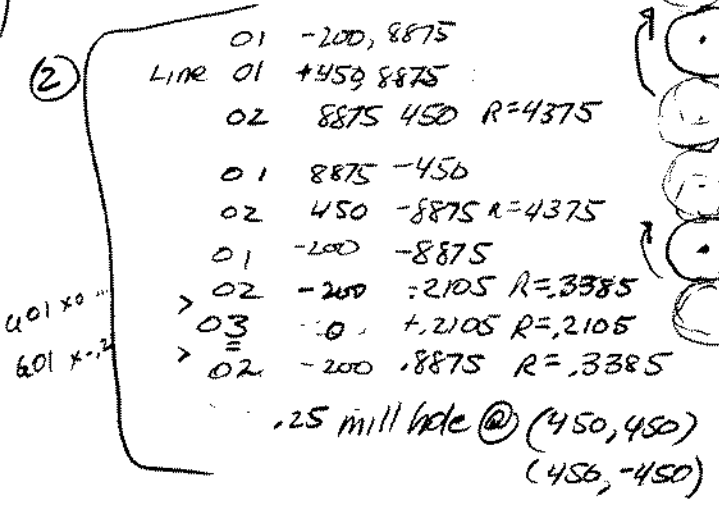 ②
01 -200, 8875
Line 01 +450, 8875
02 8875 450 R=4375
01 8875 -450
02 450 -8875 R=4375
01 -200 -8875
> 02 -200 -.2105 R=.3385
03 0 +.2105 R=.2105
> 02 -200 .8875 R=.3385
G01 X0
G01 X-.2
.25 mill hole @ (450,450)
(450,-450)